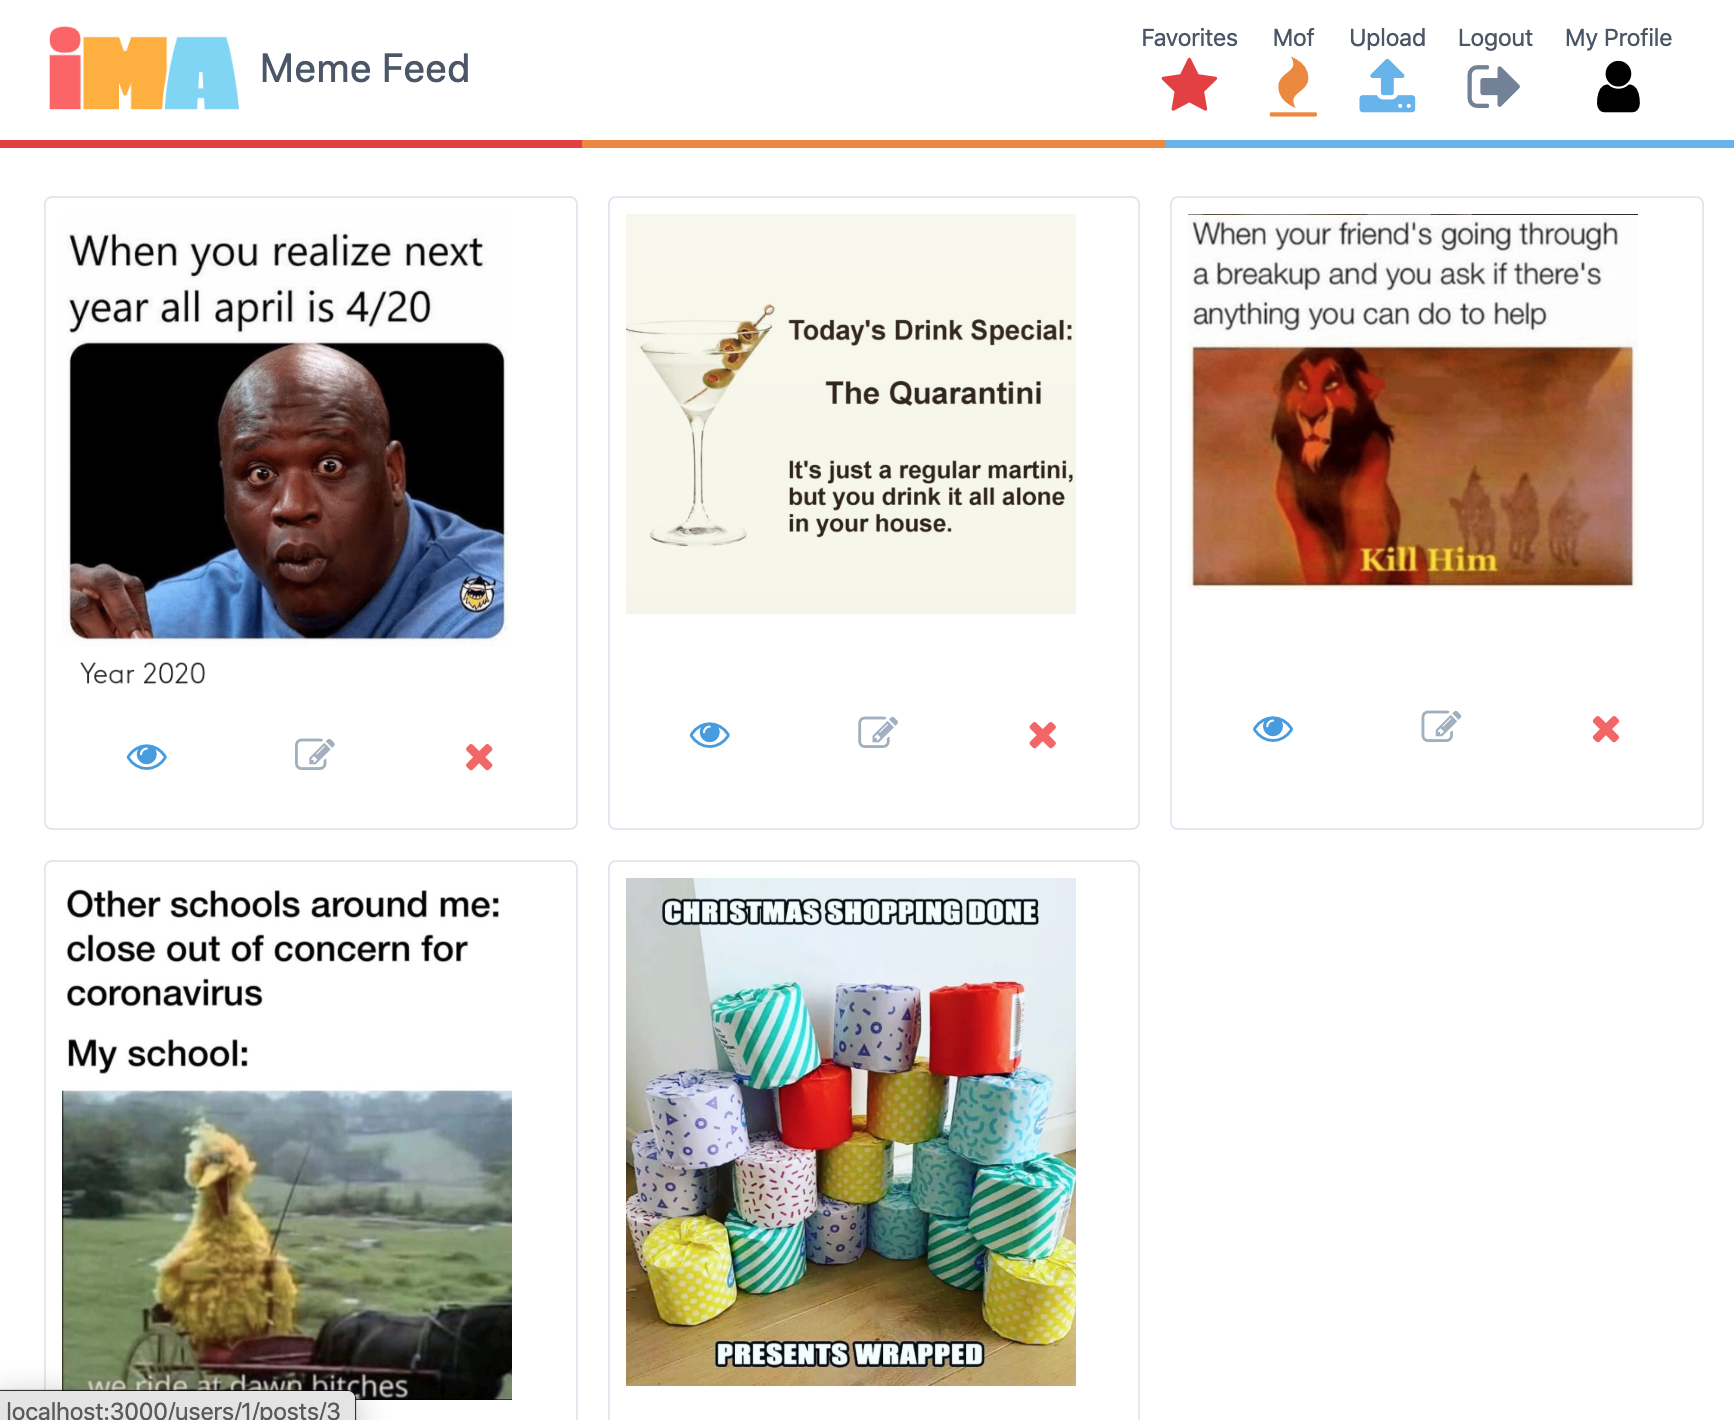 iMA
Meme Feed
Favorites
Mof
Upload
Logout
My Profile
When you realize next
year all april is 4/20
Year 2020
Today's Drink Special:
The Quarantini
It's just a regular martini,
but you drink it all alone
in your house.
When your friend's going through
a breakup and you ask if there's
anything you can do to help
Kill Him
Other schools around me:
close out of concern for
coronavirus
My school:
we ride at dawn bitches
CHRISTMAS SHOPPING DONE
PRESENTS WRAPPED
localhost:3000/users/1/posts/3